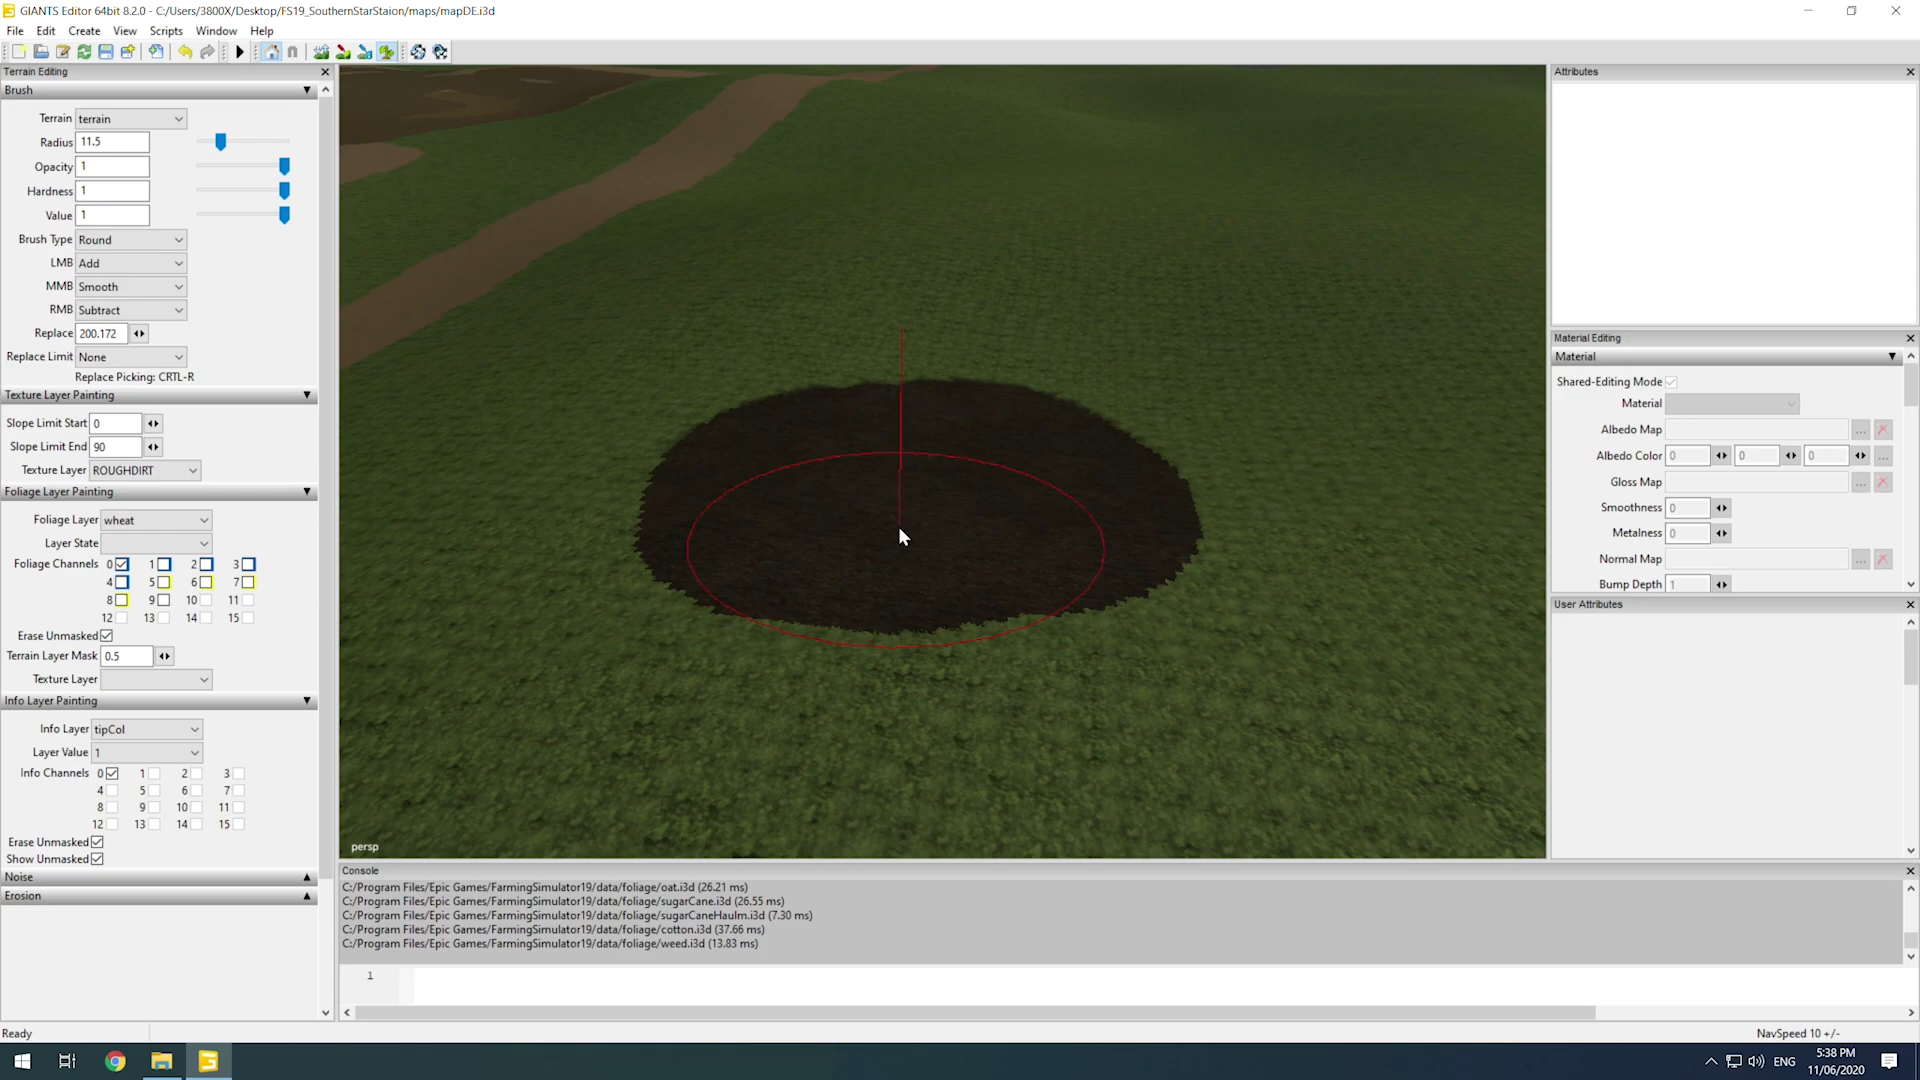 GIANTS Editor 64bit 8.2.0 - C:/Users/3800X/Desktop/FS19_SouthernStarStaion/maps/mapDE.i3d
File Edit Create View Scripts Window Help
Terrain Editing
Brush
Terrain terrain
Radius 11.5
Opacity 1
Hardness 1
Value 1
Brush Type Round
LMB Add
MMB Smooth
RMB Subtract
Replace 200.172
Replace Limit None
Replace Picking: CRTL-R
Texture Layer Painting
Slope Limit Start 0
Slope Limit End 90
Texture Layer ROUGHDIRT
Foliage Layer Painting
Foliage Layer wheat
Layer State
Foliage Channels 0 1 2 3
4 5 6 7
8 9 10 11
12 13 14 15
Erase Unmasked
Terrain Layer Mask 0.5
Texture Layer
Info Layer Painting
Info Layer tipCol
Layer Value 1
Info Channels 0 1 2 3
4 5 6 7
8 9 10 11
12 13 14 15
Erase Unmasked
Show Unmasked
Noise
Erosion
persp
Console
C:/Program Files/Epic Games/FarmingSimulator19/data/foliage/oat.i3d (26.21 ms)
C:/Program Files/Epic Games/FarmingSimulator19/data/foliage/sugarCane.i3d (26.55 ms)
C:/Program Files/Epic Games/FarmingSimulator19/data/foliage/sugarCaneHaulm.i3d (7.30 ms)
C:/Program Files/Epic Games/FarmingSimulator19/data/foliage/cotton.i3d (37.66 ms)
C:/Program Files/Epic Games/FarmingSimulator19/data/foliage/weed.i3d (13.83 ms)
1
Attributes
Material Editing
Material
Shared-Editing Mode
Material
Albedo Map ...
Albedo Color 0 0 0 ...
Gloss Map ...
Smoothness 0
Metalness 0
Normal Map ...
Bump Depth 1
User Attributes
Ready
NavSpeed 10 +/-
ENG
5:38 PM
11/06/2020